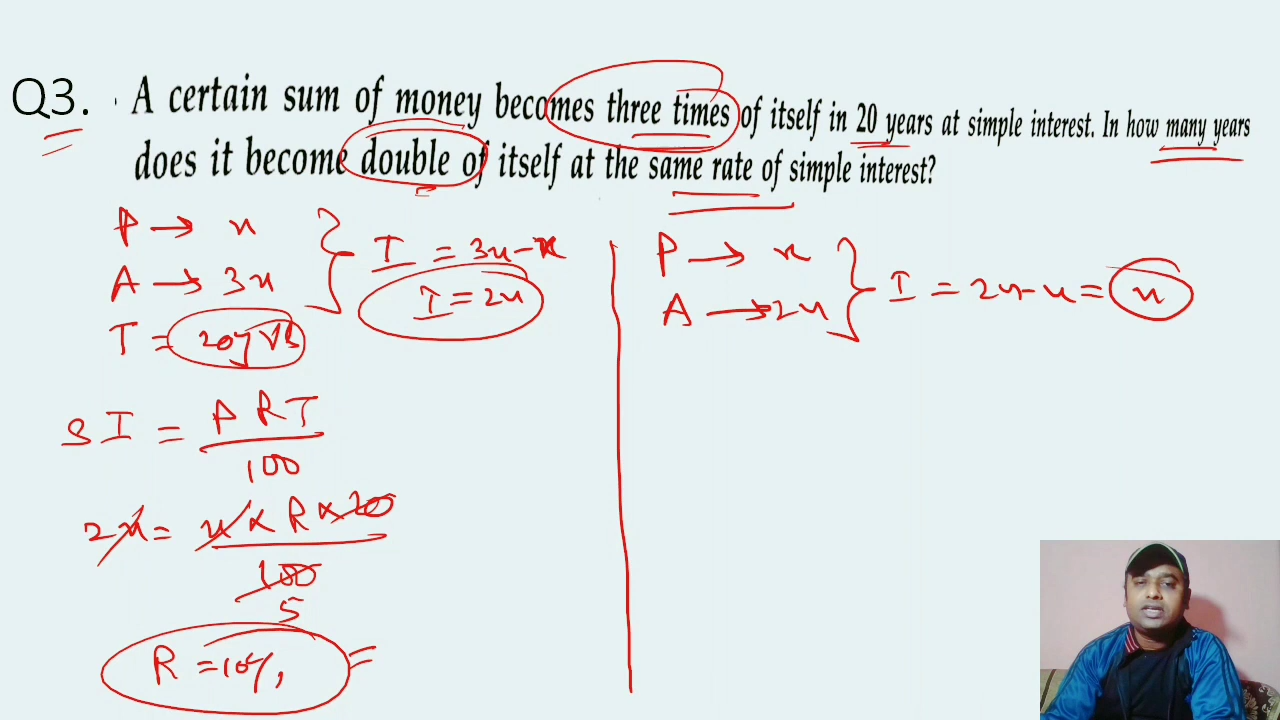 Q3. A certain sum of money becomes three times of itself in 20 years at simple interest. In how many years
does it become double of itself at the same rate of simple interest?
P → x
A → 3x
T = 20yrs
I = 3x-x
I = 2x
SI = PRT
100
2x = x × R × 20
100
5
R = 10%
=
P → x
A → 2x
I = 2x-x = x